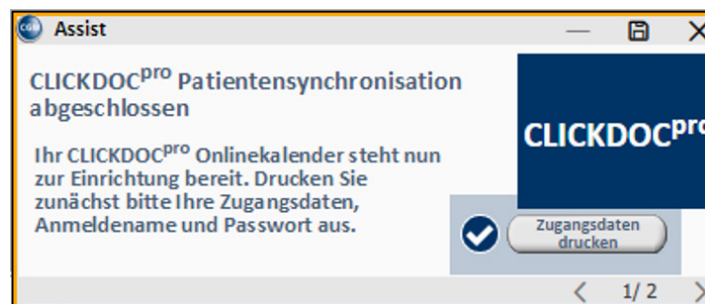 CGM Assist
CLICKDOCpro Patientensynchronisation
abgeschlossen
CLICKDOCpro
Ihr CLICKDOCpro Onlinekalender steht nun
zur Einrichtung bereit. Drucken Sie
zunächst bitte Ihre Zugangsdaten,
Anmeldename und Passwort aus.
Zugangsdaten
drucken
1/ 2